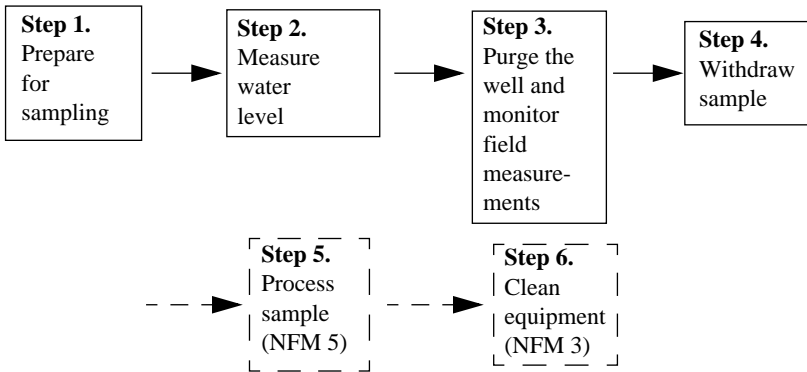 Step 1.
Prepare
for
sampling
Step 2.
Measure
water
level
Step 3.
Purge the
well and
monitor
field
measure-
ments
Step 4.
Withdraw
sample
Step 5.
Process
sample
(NFM 5)
Step 6.
Clean
equipment
(NFM 3)